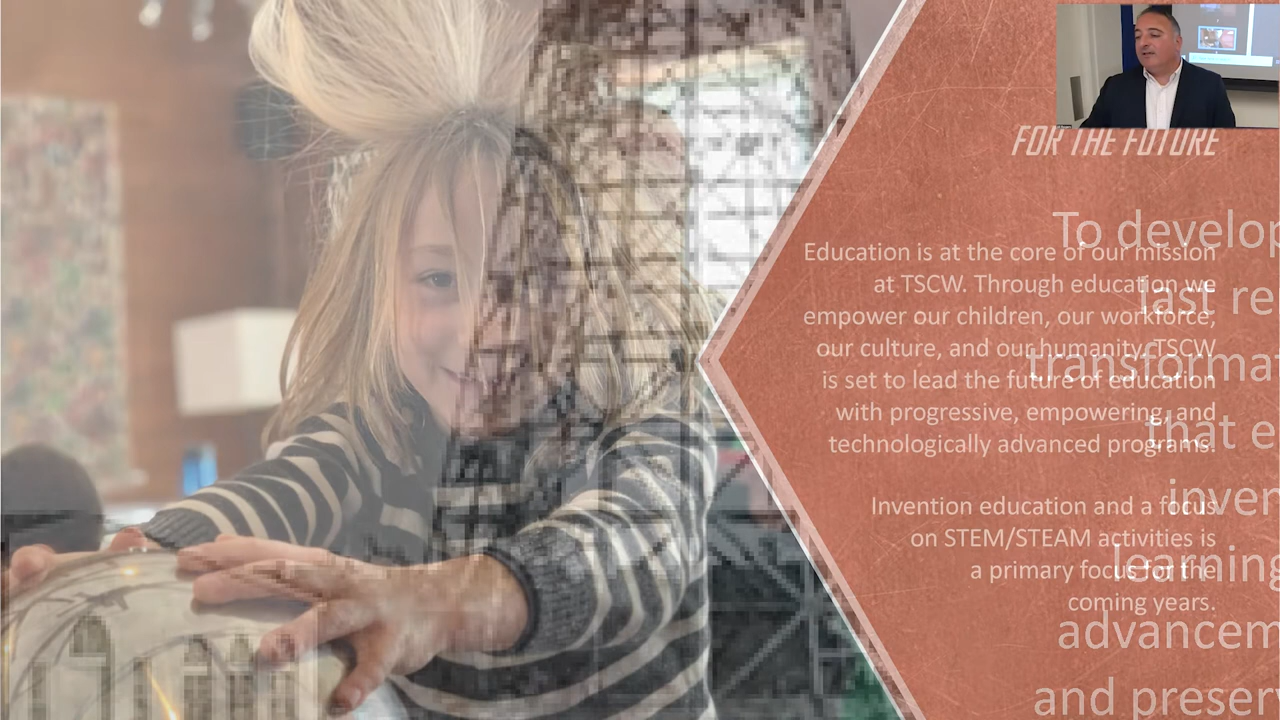 FOR THE FUTURE
Education is at the core of our mission
at TSCW. Through education we
empower our children, our workforce,
our culture, and our humanity. TSCW
is set to lead the future of education
with progressive, empowering, and
technologically advanced programs.
Invention education and a focus
on STEM/STEAM activities is
a primary focus for the
coming years.
To develop
last re
transformat
that e
inven
learning
advancem
and preserv